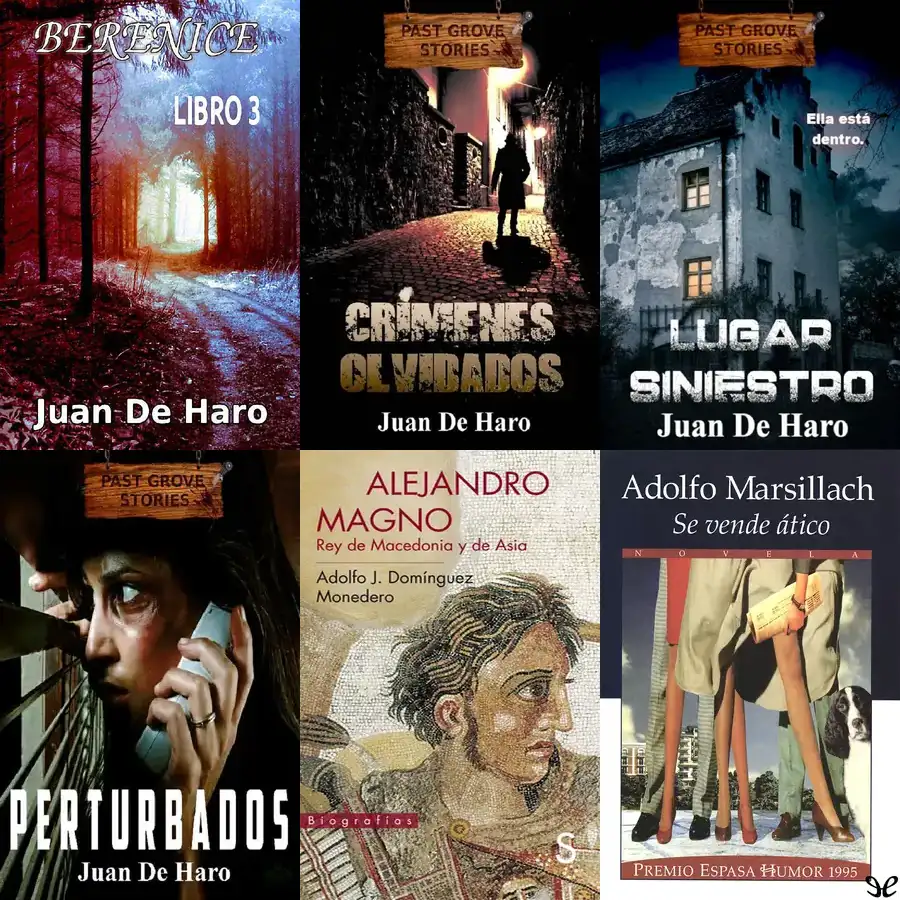 BERENICE
LIBRO 3
Juan De Haro
PAST GROVE
STORIES
CRÍMENES
OLVIDADOS
Juan De Haro
PAST GROVE
STORIES
Ella está
dentro.
LUGAR
SINIESTRO
Juan De Haro
PAST GROVE
STORIES
PERTURBADOS
Juan De Haro
ALEJANDRO
MAGNO
Rey de Macedonia y de Asia
Adolfo J. Domínguez
Monedero
Biografías
S
Adolfo Marsillach
Se vende ático
NOVELA
PREMIO ESPASA HUMOR 1995